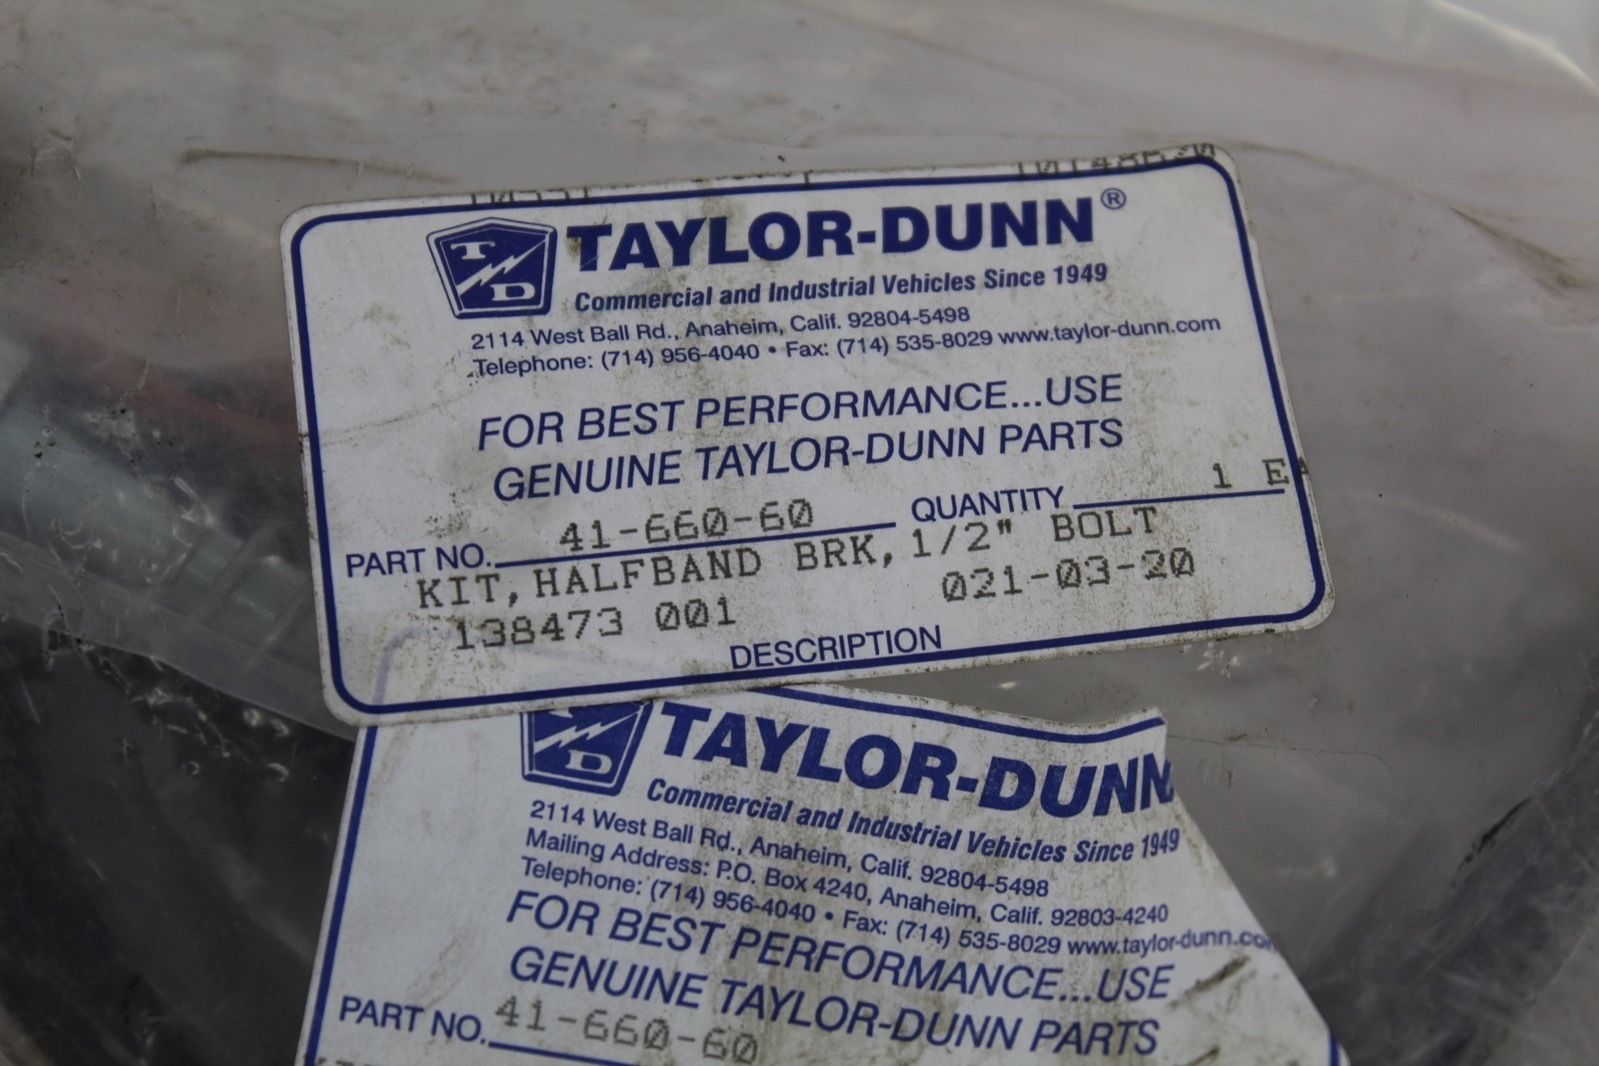 T
D
TAYLOR-DUNN®
Commercial and Industrial Vehicles Since 1949
2114 West Ball Rd., Anaheim, Calif. 92804-5498
Telephone: (714) 956-4040 • Fax: (714) 535-8029 www.taylor-dunn.com
FOR BEST PERFORMANCE...USE
GENUINE TAYLOR-DUNN PARTS
PART NO. 41-660-60 QUANTITY 1 EA
KIT, HALFBAND BRK, 1/2" BOLT
138473 001 021-03-20
DESCRIPTION
D
TAYLOR-DUNN
Commercial and Industrial Vehicles Since 1949
2114 West Ball Rd., Anaheim, Calif. 92804-5498
Mailing Address: P.O. Box 4240, Anaheim, Calif. 92803-4240
Telephone: (714) 956-4040 • Fax: (714) 535-8029 www.taylor-dunn.co
FOR BEST PERFORMANCE...USE
GENUINE TAYLOR-DUNN PARTS
PART NO. 41-660-60